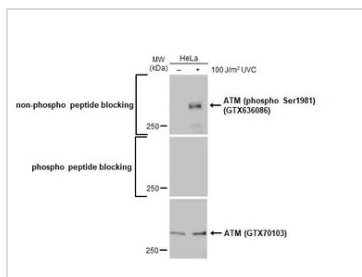 MW
(kDa)
HeLa
– +
100 J/m² UVC
non-phospho peptide blocking
ATM (phospho Ser1981)
(GTX636086)
250
phospho peptide blocking
250
ATM (GTX70103)
250